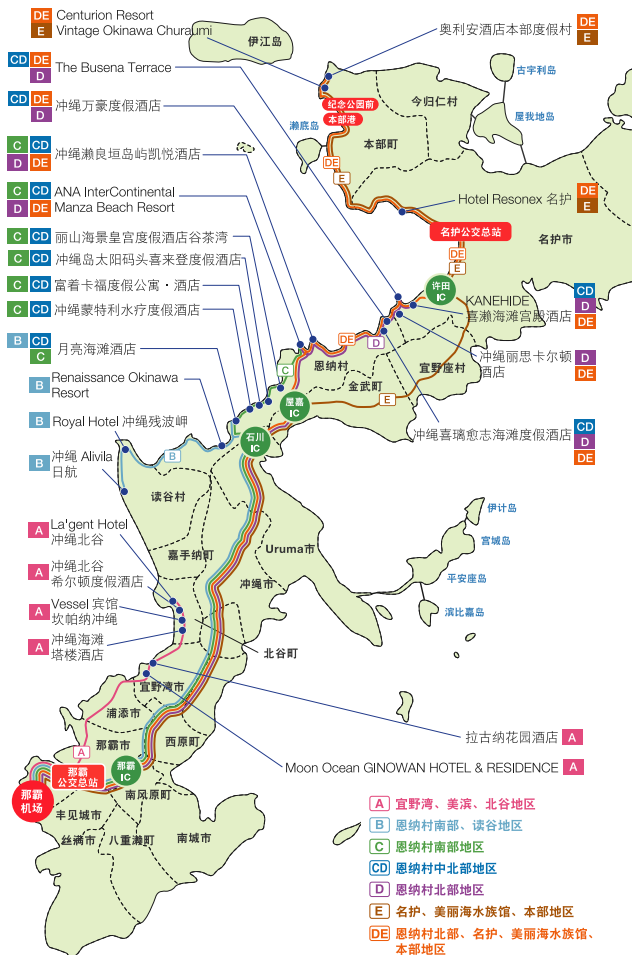 DE
E
Centurion Resort
Vintage Okinawa Churaumi
伊江岛
奥利安酒店本部度假村
DE
E
CD DE
D
The Busena Terrace
古宇利岛
CD DE
D
冲绳万豪度假酒店
纪念公园前
本部港
今归仁村
屋我地岛
濑底岛
本部町
C CD
D DE
冲绳濑良垣岛屿凯悦酒店
DE
E
C CD
D DE
ANA InterContinental
Manza Beach Resort
Hotel Resonex 名护
DE
E
C CD
丽山海景皇宫度假酒店谷茶湾
名护公交总站
名护市
C CD
冲绳岛太阳码头喜来登度假酒店
DE
E
C CD
富着卡福度假公寓・酒店
许田
IC
C CD
冲绳蒙特利水疗度假酒店
KANEHIDE
喜濑海滩宫殿酒店
CD
D
DE
B CD
C
月亮海滩酒店
DE
D
恩纳村
C
冲绳丽思卡尔顿
酒店
D
DE
宜野座村
金武町
B
Renaissance Okinawa
Resort
屋嘉
IC
E
B
Royal Hotel 冲绳残波岬
石川
IC
冲绳喜璃愈志海滩度假酒店
CD
D
DE
B
冲绳 Alivila
日航
B
读谷村
伊计岛
宫城岛
A
La'gent Hotel
冲绳北谷
嘉手纳町
Uruma市
平安座岛
A
冲绳北谷
希尔顿度假酒店
冲绳市
滨比嘉岛
A
Vessel 宾馆
坎帕纳冲绳
A
冲绳海滩
塔楼酒店
北谷町
宜野湾市
浦添市
拉古纳花园酒店
A
那霸市
西原町
A
Moon Ocean GINOWAN HOTEL & RESIDENCE
A
那霸
IC
那霸
公交总站
那霸
机场
南风原町
丰见城市
丝满市
八重濑町
南城市
A 宜野湾、美滨、北谷地区
B 恩纳村南部、读谷地区
C 恩纳村南部地区
CD 恩纳村中北部地区
D 恩纳村北部地区
E 名护、美丽海水族馆、本部地区
DE 恩纳村北部、名护、美丽海水族馆、
本部地区